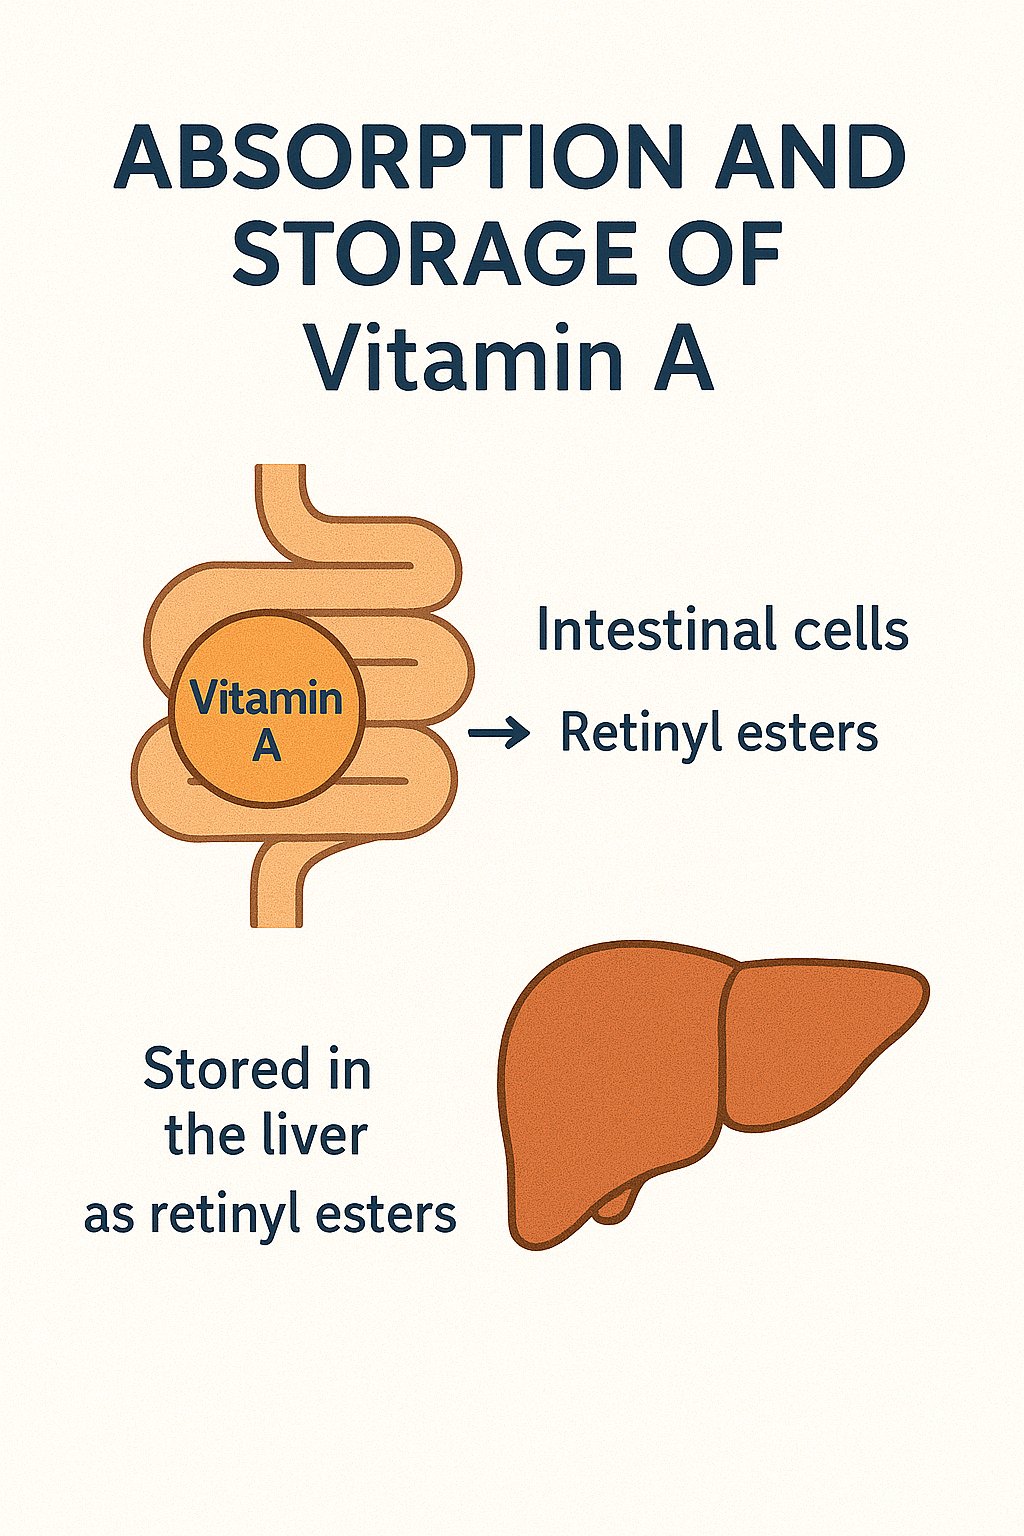 ABSORPTION AND
STORAGE OF
Vitamin A
Vitamin
A
Intestinal cells
Retinyl esters
Stored in
the liver
as retinyl esters